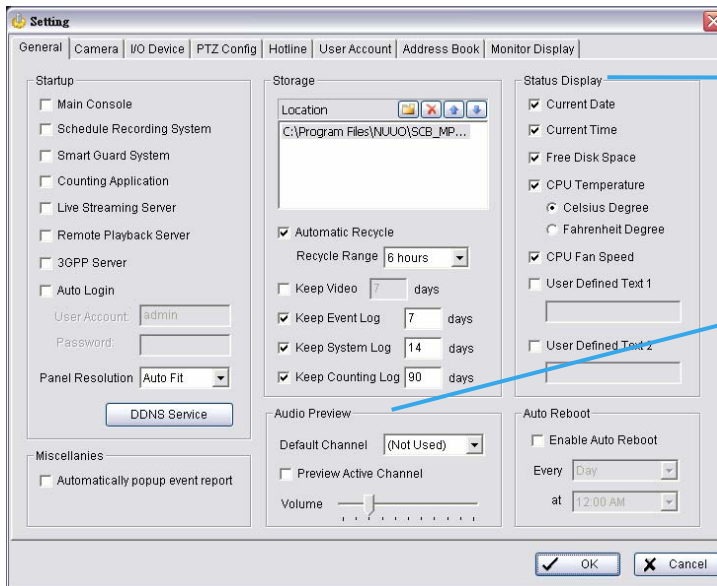 Setting
General Camera I/O Device PTZ Config Hotline User Account Address Book Monitor Display
Startup
Main Console
Schedule Recording System
Smart Guard System
Counting Application
Live Streaming Server
Remote Playback Server
3GPP Server
Auto Login
User Account: admin
Password:
Panel Resolution Auto Fit
DDNS Service
Miscellanies
Automatically popup event report
Storage
Location
C:\Program Files\NUUO\SCB_MP...
Automatic Recycle
Recycle Range 6 hours
Keep Video 7 days
Keep Event Log 7 days
Keep System Log 14 days
Keep Counting Log 90 days
Audio Preview
Default Channel (Not Used)
Preview Active Channel
Volume
Status Display
Current Date
Current Time
Free Disk Space
CPU Temperature
Celsius Degree
Fahrenheit Degree
CPU Fan Speed
User Defined Text 1
User Defined Text 2
Auto Reboot
Enable Auto Reboot
Every Day
at 12:00 AM
OK Cancel